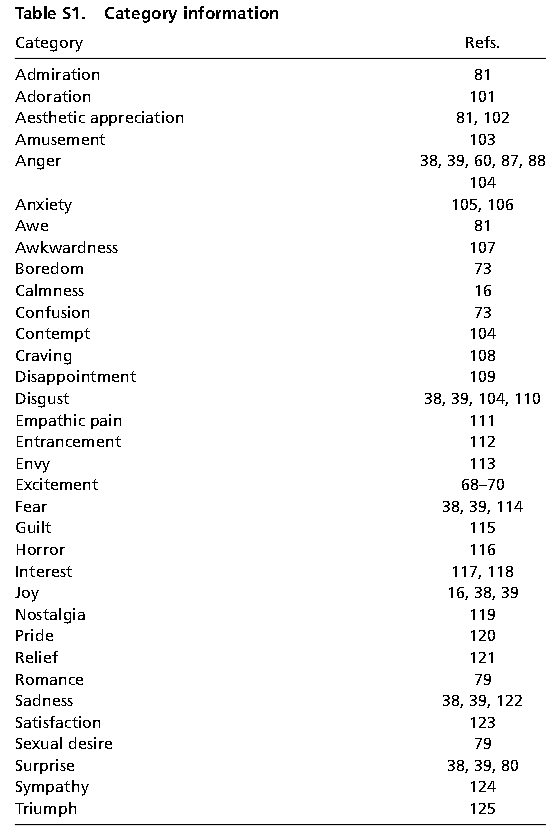 Table S1. Category information
Category Refs.
Admiration 81
Adoration 101
Aesthetic appreciation 81, 102
Amusement 103
Anger 38, 39, 60, 87, 88
104
Anxiety 105, 106
Awe 81
Awkwardness 107
Boredom 73
Calmness 16
Confusion 73
Contempt 104
Craving 108
Disappointment 109
Disgust 38, 39, 104, 110
Empathic pain 111
Entrancement 112
Envy 113
Excitement 68–70
Fear 38, 39, 114
Guilt 115
Horror 116
Interest 117, 118
Joy 16, 38, 39
Nostalgia 119
Pride 120
Relief 121
Romance 79
Sadness 38, 39, 122
Satisfaction 123
Sexual desire 79
Surprise 38, 39, 80
Sympathy 124
Triumph 125